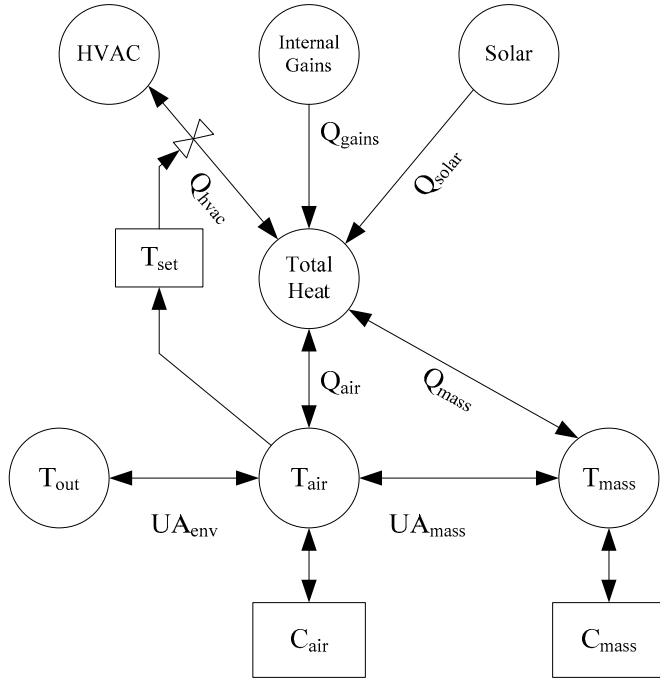 HVAC
Internal
Gains
Solar
Q_gains
Q_hvac
Q_solar
T_set
Total
Heat
Q_air
Q_mass
T_out
T_air
T_mass
UA_env
UA_mass
C_air
C_mass